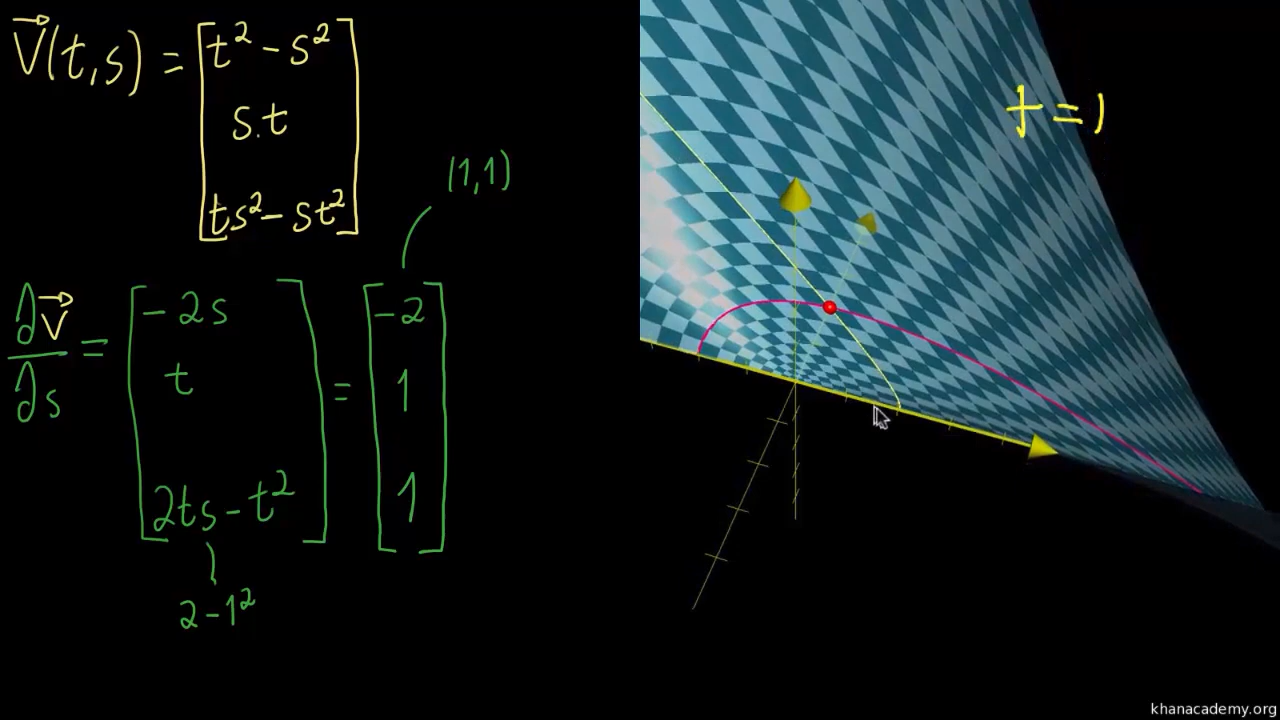 V⃗(t,s) = [t² - s²
s·t
ts² - st²]
(1,1)
∂V⃗/∂s = [-2s
t
2ts - t²] = [-2
1
1]
2 - 1²
t = 1
khanacademy.org